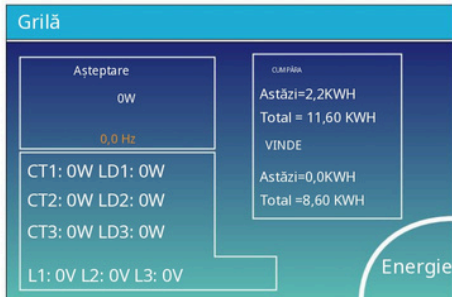 Grilă
Așteptare
0W
0,0 Hz
CT1: 0W LD1: 0W
CT2: 0W LD2: 0W
CT3: 0W LD3: 0W
L1: 0V L2: 0V L3: 0V
CUMPĂRA
Astăzi=2,2KWH
Total = 11,60 KWH
VINDE
Astăzi=0,0KWH
Total =8,60 KWH
Energie